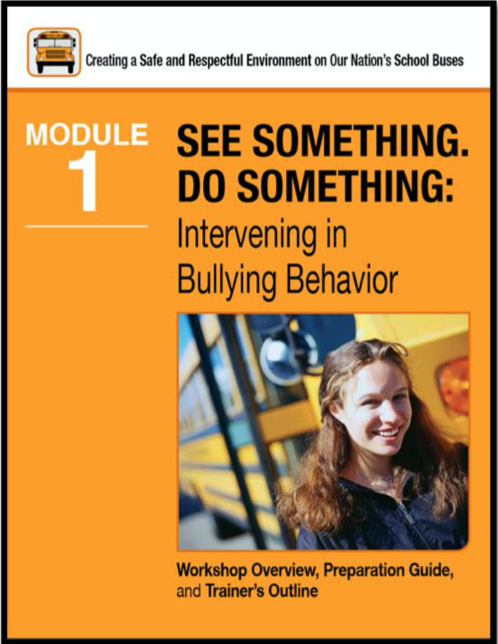 Creating a Safe and Respectful Environment on Our Nation's School Buses
MODULE
1
SEE SOMETHING.
DO SOMETHING:
Intervening in
Bullying Behavior
Workshop Overview, Preparation Guide,
and Trainer's Outline